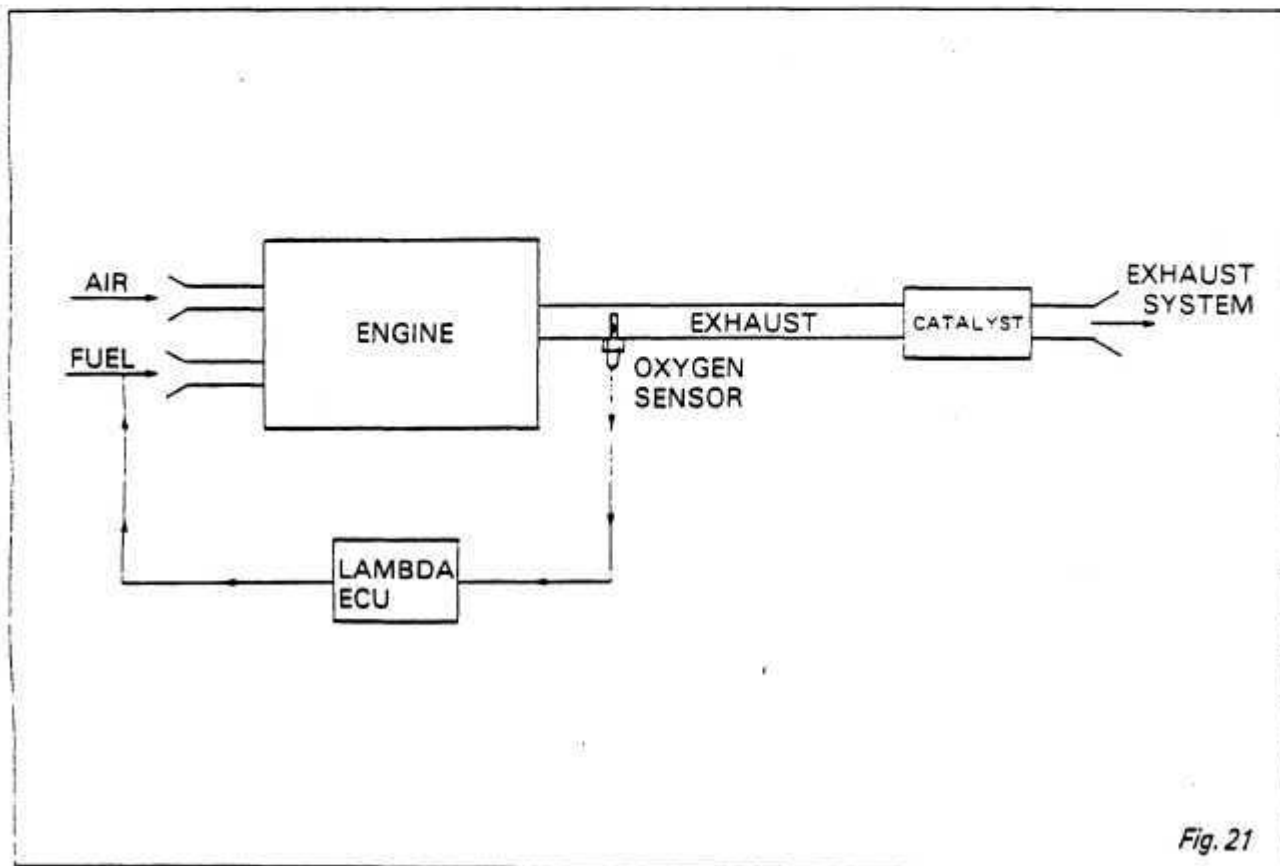 AIR
FUEL
ENGINE
EXHAUST
OXYGEN
SENSOR
CATALYST
EXHAUST
SYSTEM
LAMBDA
ECU
Fig. 21